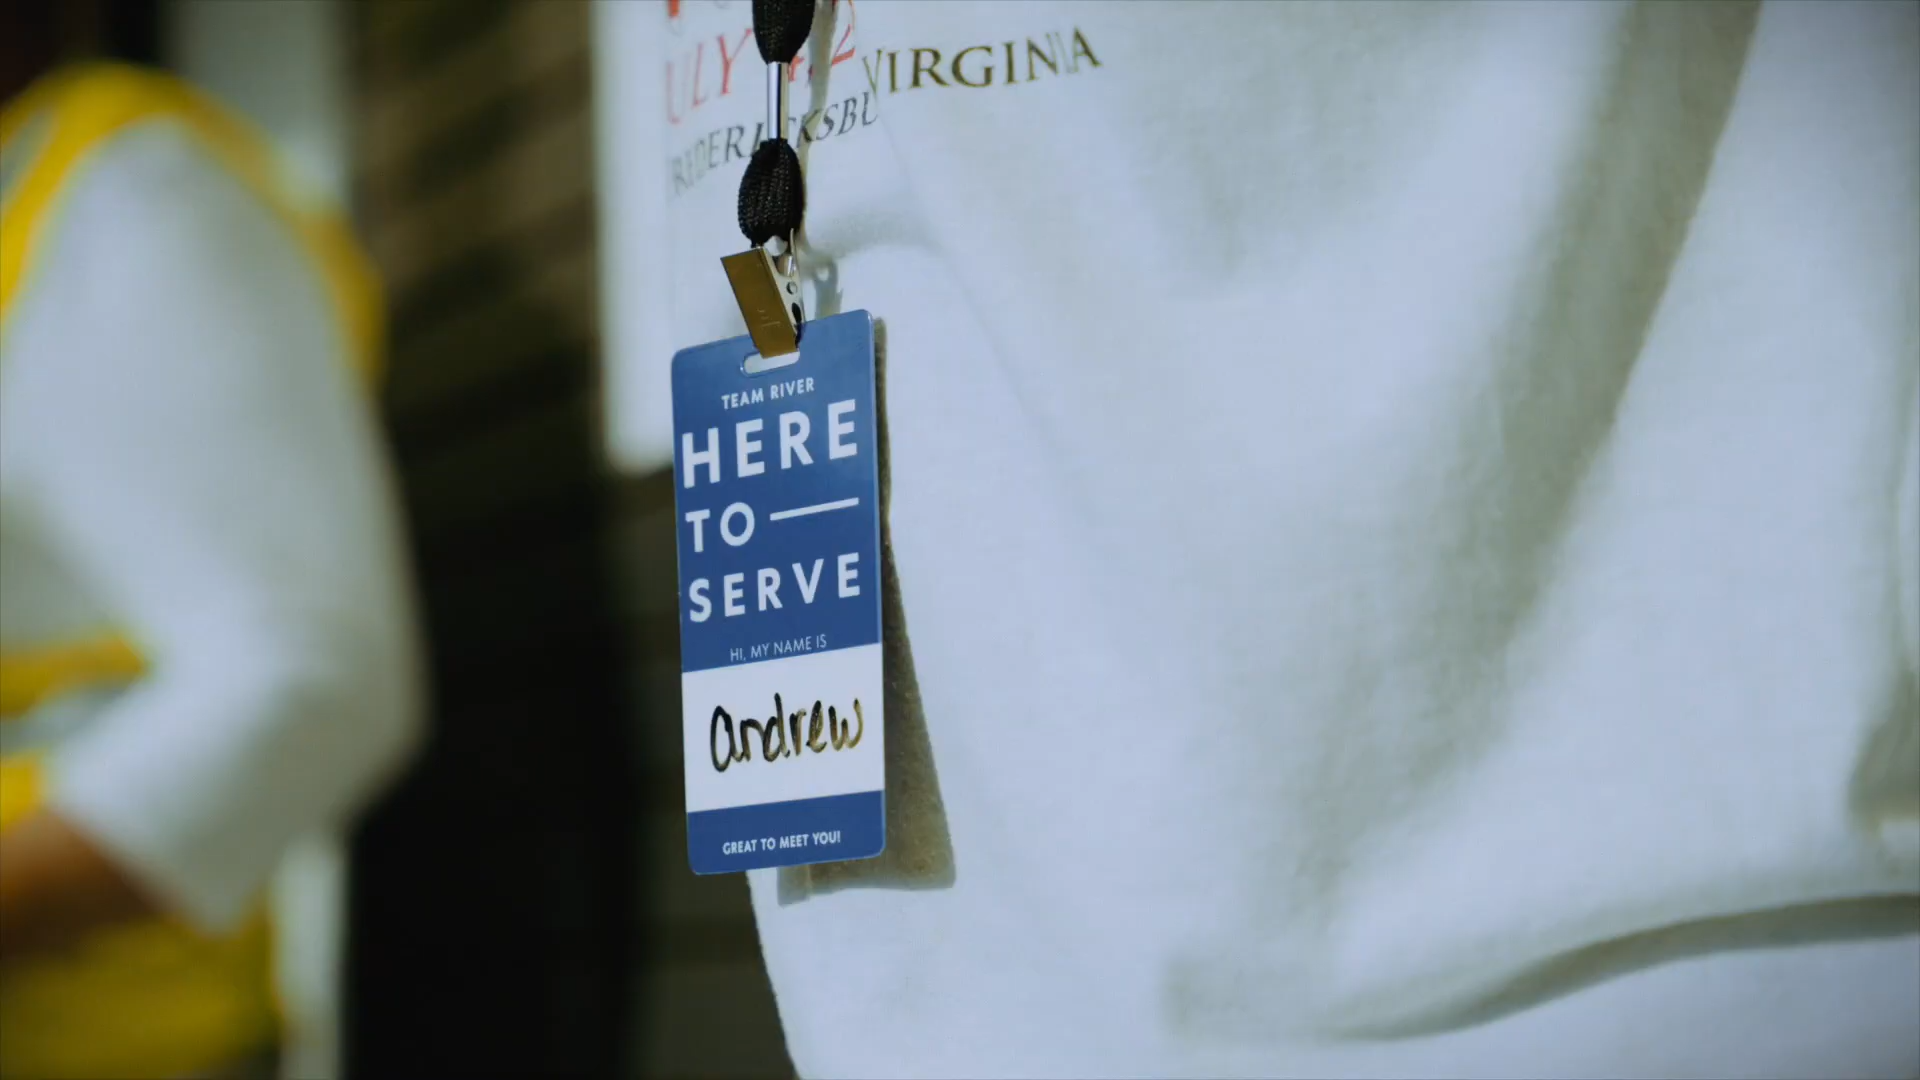 VIRGINIA
TEAM RIVER
HERE
TO
SERVE
HI, MY NAME IS
andrew
GREAT TO MEET YOU!